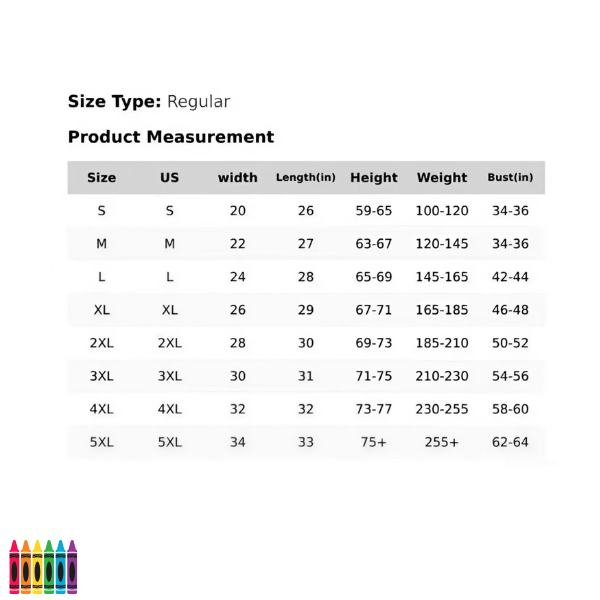 Size Type: Regular
Product Measurement
Size US width Length(in) Height Weight Bust(in)
S S 20 26 59-65 100-120 34-36
M M 22 27 63-67 120-145 34-36
L L 24 28 65-69 145-165 42-44
XL XL 26 29 67-71 165-185 46-48
2XL 2XL 28 30 69-73 185-210 50-52
3XL 3XL 30 31 71-75 210-230 54-56
4XL 4XL 32 32 73-77 230-255 58-60
5XL 5XL 34 33 75+ 255+ 62-64